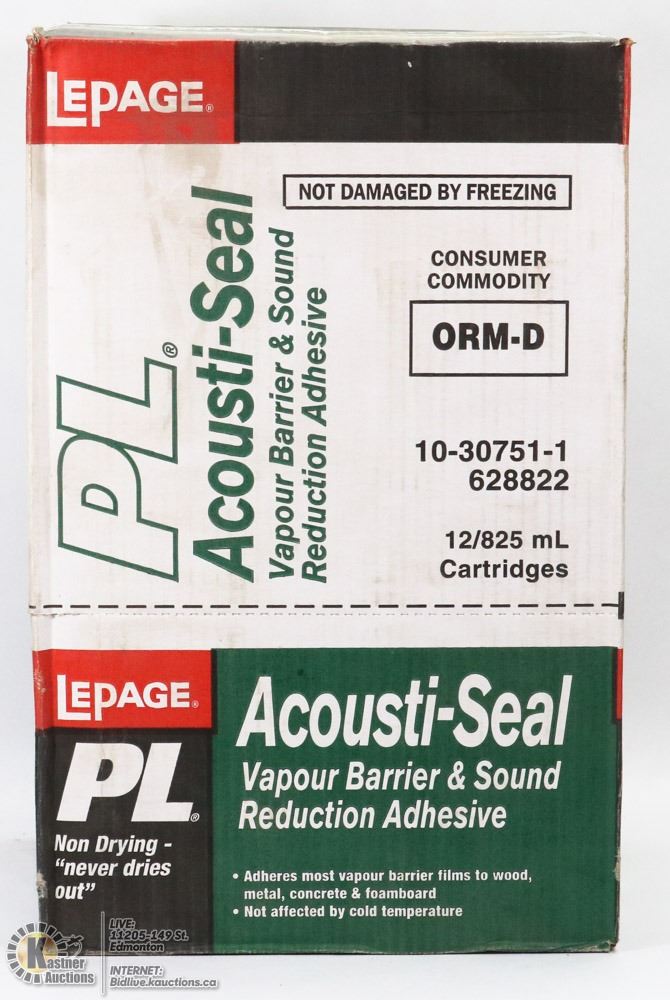 LEPAGE®
NOT DAMAGED BY FREEZING
CONSUMER
COMMODITY
ORM-D
PL®
Acousti-Seal
Vapour Barrier & Sound
Reduction Adhesive
10-30751-1
628822
12/825 mL
Cartridges
LEPAGE®
PL®
Non Drying -
“never dries
out”
Acousti-Seal
Vapour Barrier & Sound
Reduction Adhesive
• Adheres most vapour barrier films to wood,
metal, concrete & foamboard
• Not affected by cold temperature
Kastner
Auctions
LIVE:
11205-149 St.
Edmonton
INTERNET:
Bidlive.kauctions.ca